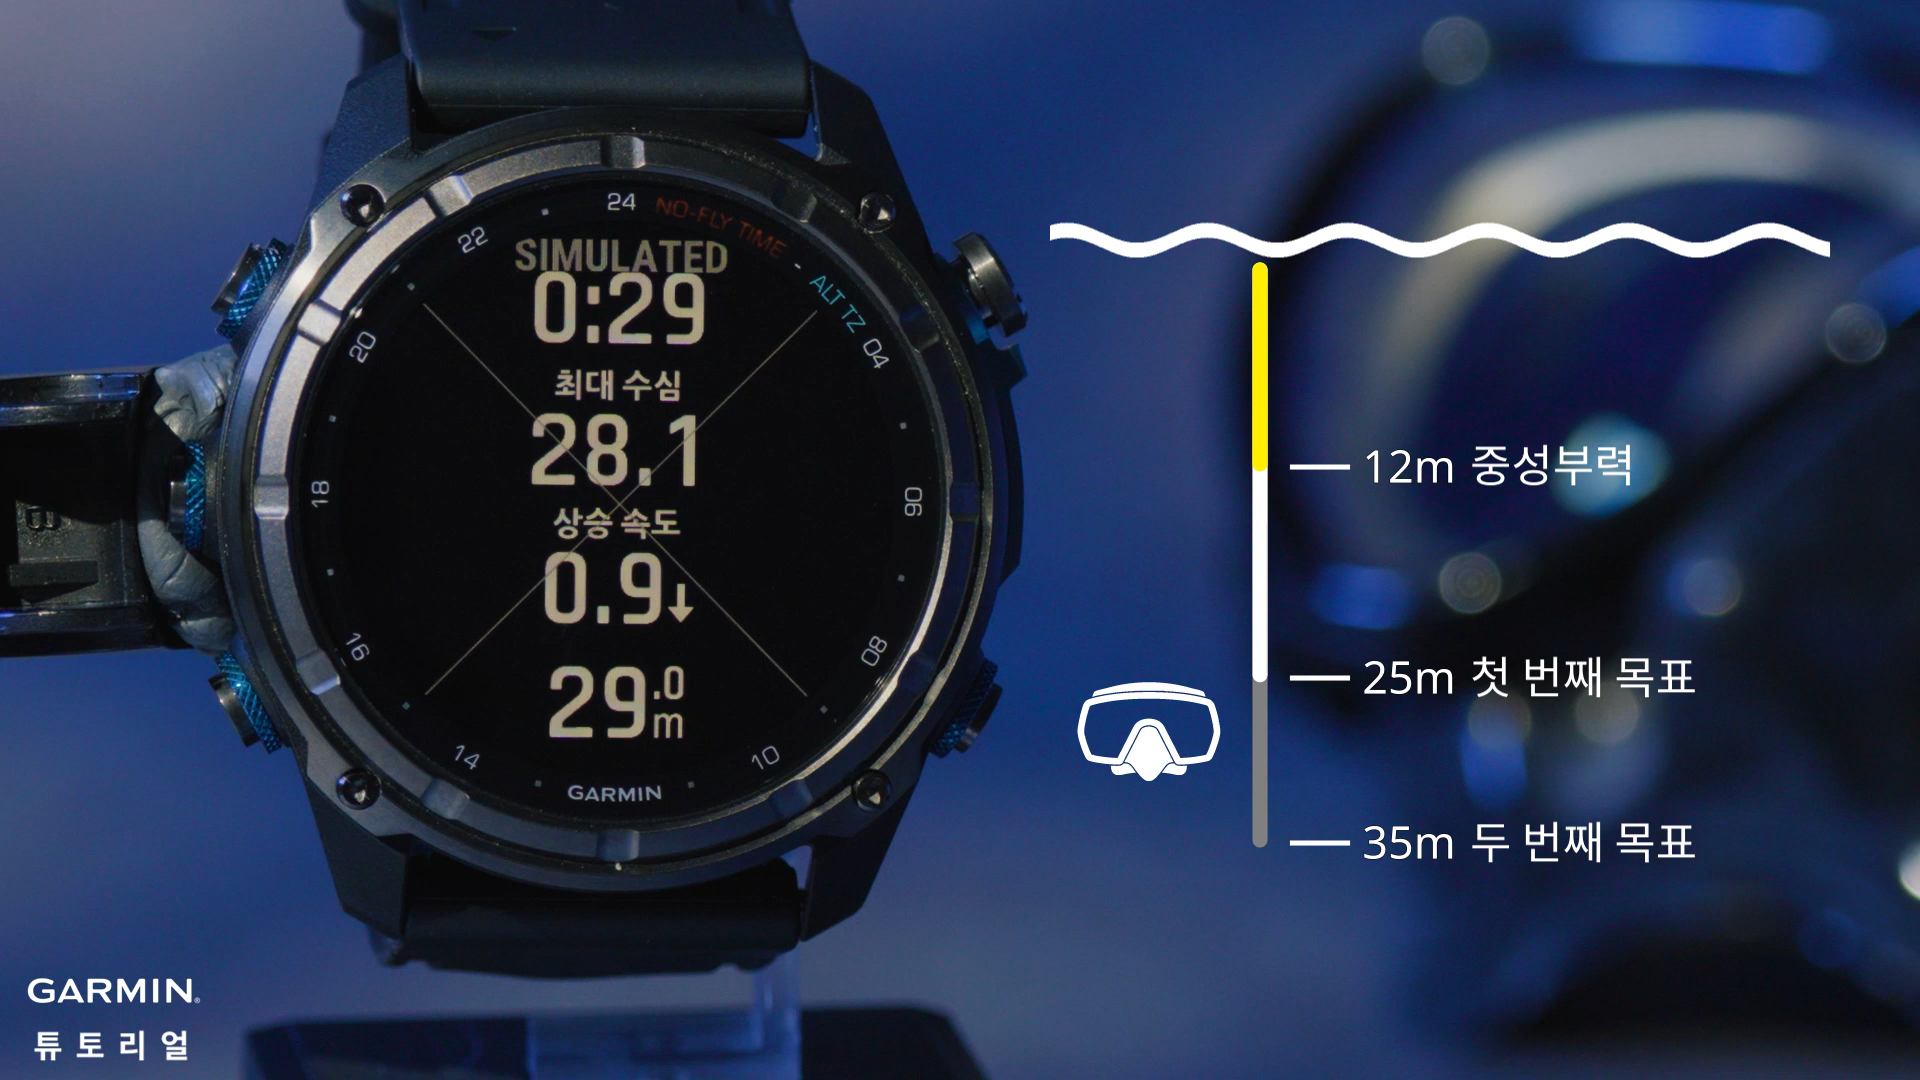 24
NO-FLY TIME
22
SIMULATED
ALT TZ
0:29
20
04
최대 수심
28.1
18
06
상승 속도
0.9↓
16
08
29.0m
14
10
GARMIN
12m 중성부력
25m 첫 번째 목표
35m 두 번째 목표
GARMIN®
튜토리얼